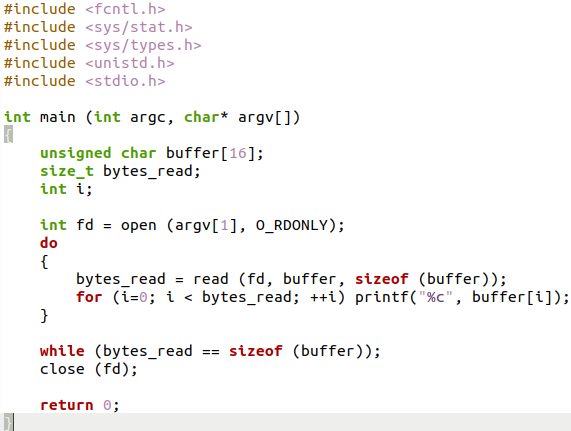 #include <fcntl.h>
#include <sys/stat.h>
#include <sys/types.h>
#include <unistd.h>
#include <stdio.h>

int main (int argc, char* argv[])
{
    unsigned char buffer[16];
    size_t bytes_read;
    int i;

    int fd = open (argv[1], O_RDONLY);
    do
    {
        bytes_read = read (fd, buffer, sizeof (buffer));
        for (i=0; i < bytes_read; ++i) printf("%c", buffer[i]);
    }

    while (bytes_read == sizeof (buffer));
    close (fd);

    return 0;
}